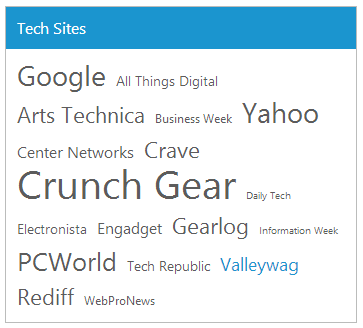 Tech Sites
Google All Things Digital
Arts Technica Business Week Yahoo
Center Networks Crave
Crunch Gear Daily Tech
Electronista Engadget Gearlog Information Week
PCWorld Tech Republic Valleywag
Rediff WebProNews